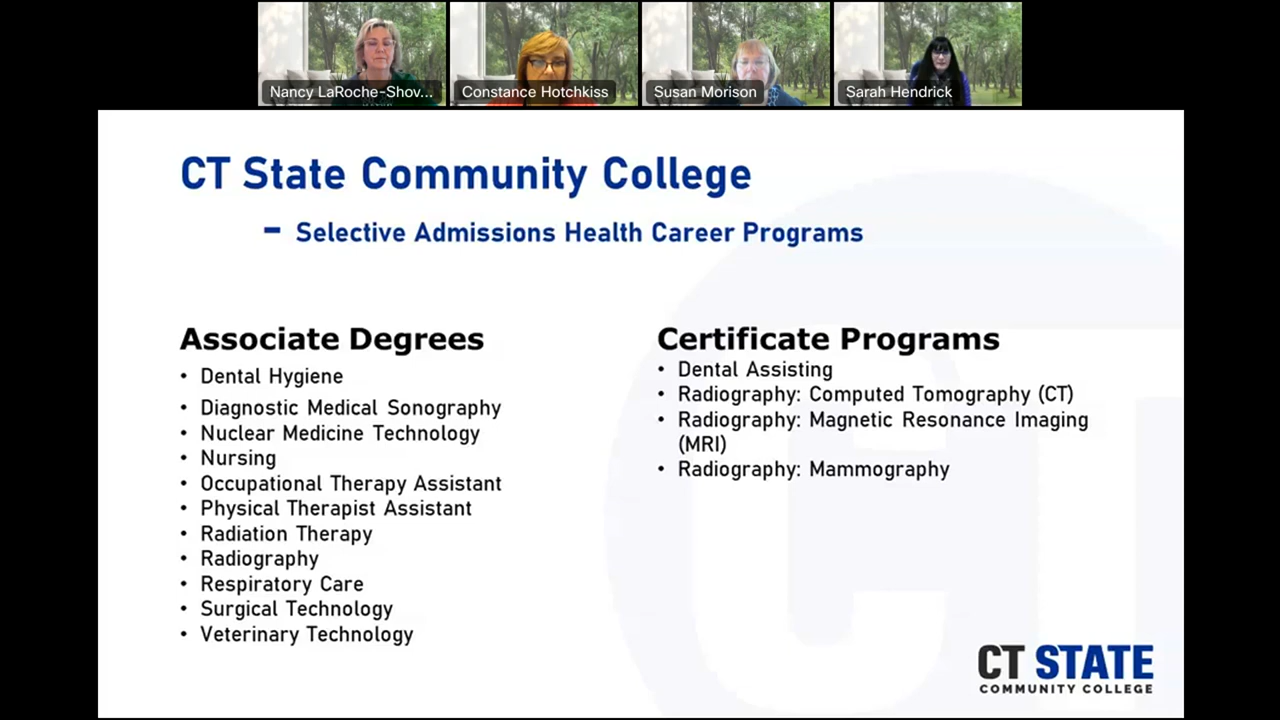 Nancy LaRoche-Shov...
Constance Hotchkiss
Susan Morison
Sarah Hendrick
CT State Community College
- Selective Admissions Health Career Programs
Associate Degrees
• Dental Hygiene
• Diagnostic Medical Sonography
• Nuclear Medicine Technology
• Nursing
• Occupational Therapy Assistant
• Physical Therapist Assistant
• Radiation Therapy
• Radiography
• Respiratory Care
• Surgical Technology
• Veterinary Technology
Certificate Programs
• Dental Assisting
• Radiography: Computed Tomography (CT)
• Radiography: Magnetic Resonance Imaging
(MRI)
• Radiography: Mammography
CT STATE
COMMUNITY COLLEGE